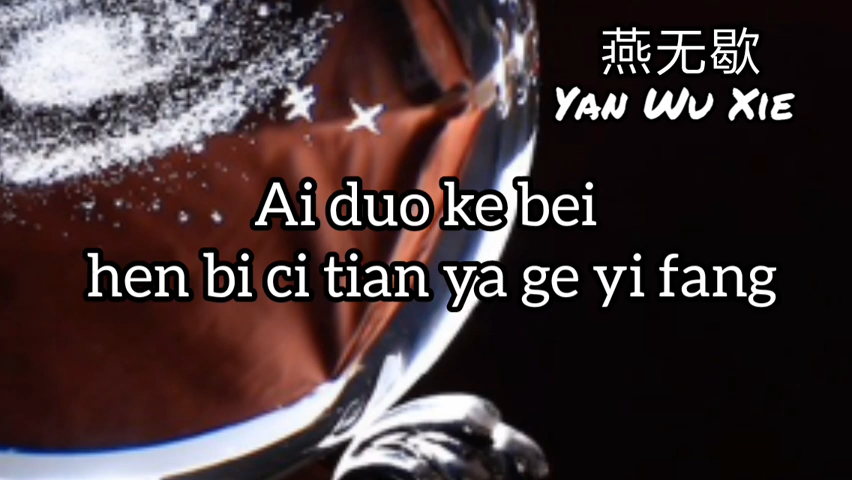 燕无歇
Yan Wu Xie
Ai duo ke bei
hen bi ci tian ya ge yi fang